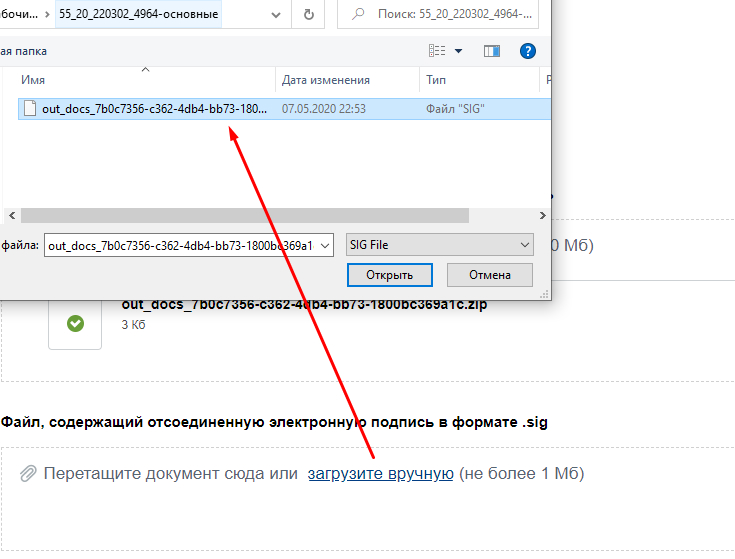 абочи... › 55_20_220302_4964-основные
Поиск: 55_20_220302_4964-...
ая папка
Имя Дата изменения Тип Р
out_docs_7b0c7356-c362-4db4-bb73-180... 07.05.2020 22:53 Файл "SIG"
0 Мб)
файла: out_docs_7b0c7356-c362-4db4-bb73-1800bc369a1 SIG File
Открыть Отмена
out_docs_7b0c7356-c362-4db4-bb73-1800bc369a1c.zip
3 Кб
Файл, содержащий отсоединенную электронную подпись в формате .sig
Перетащите документ сюда или загрузите вручную (не более 1 Мб)